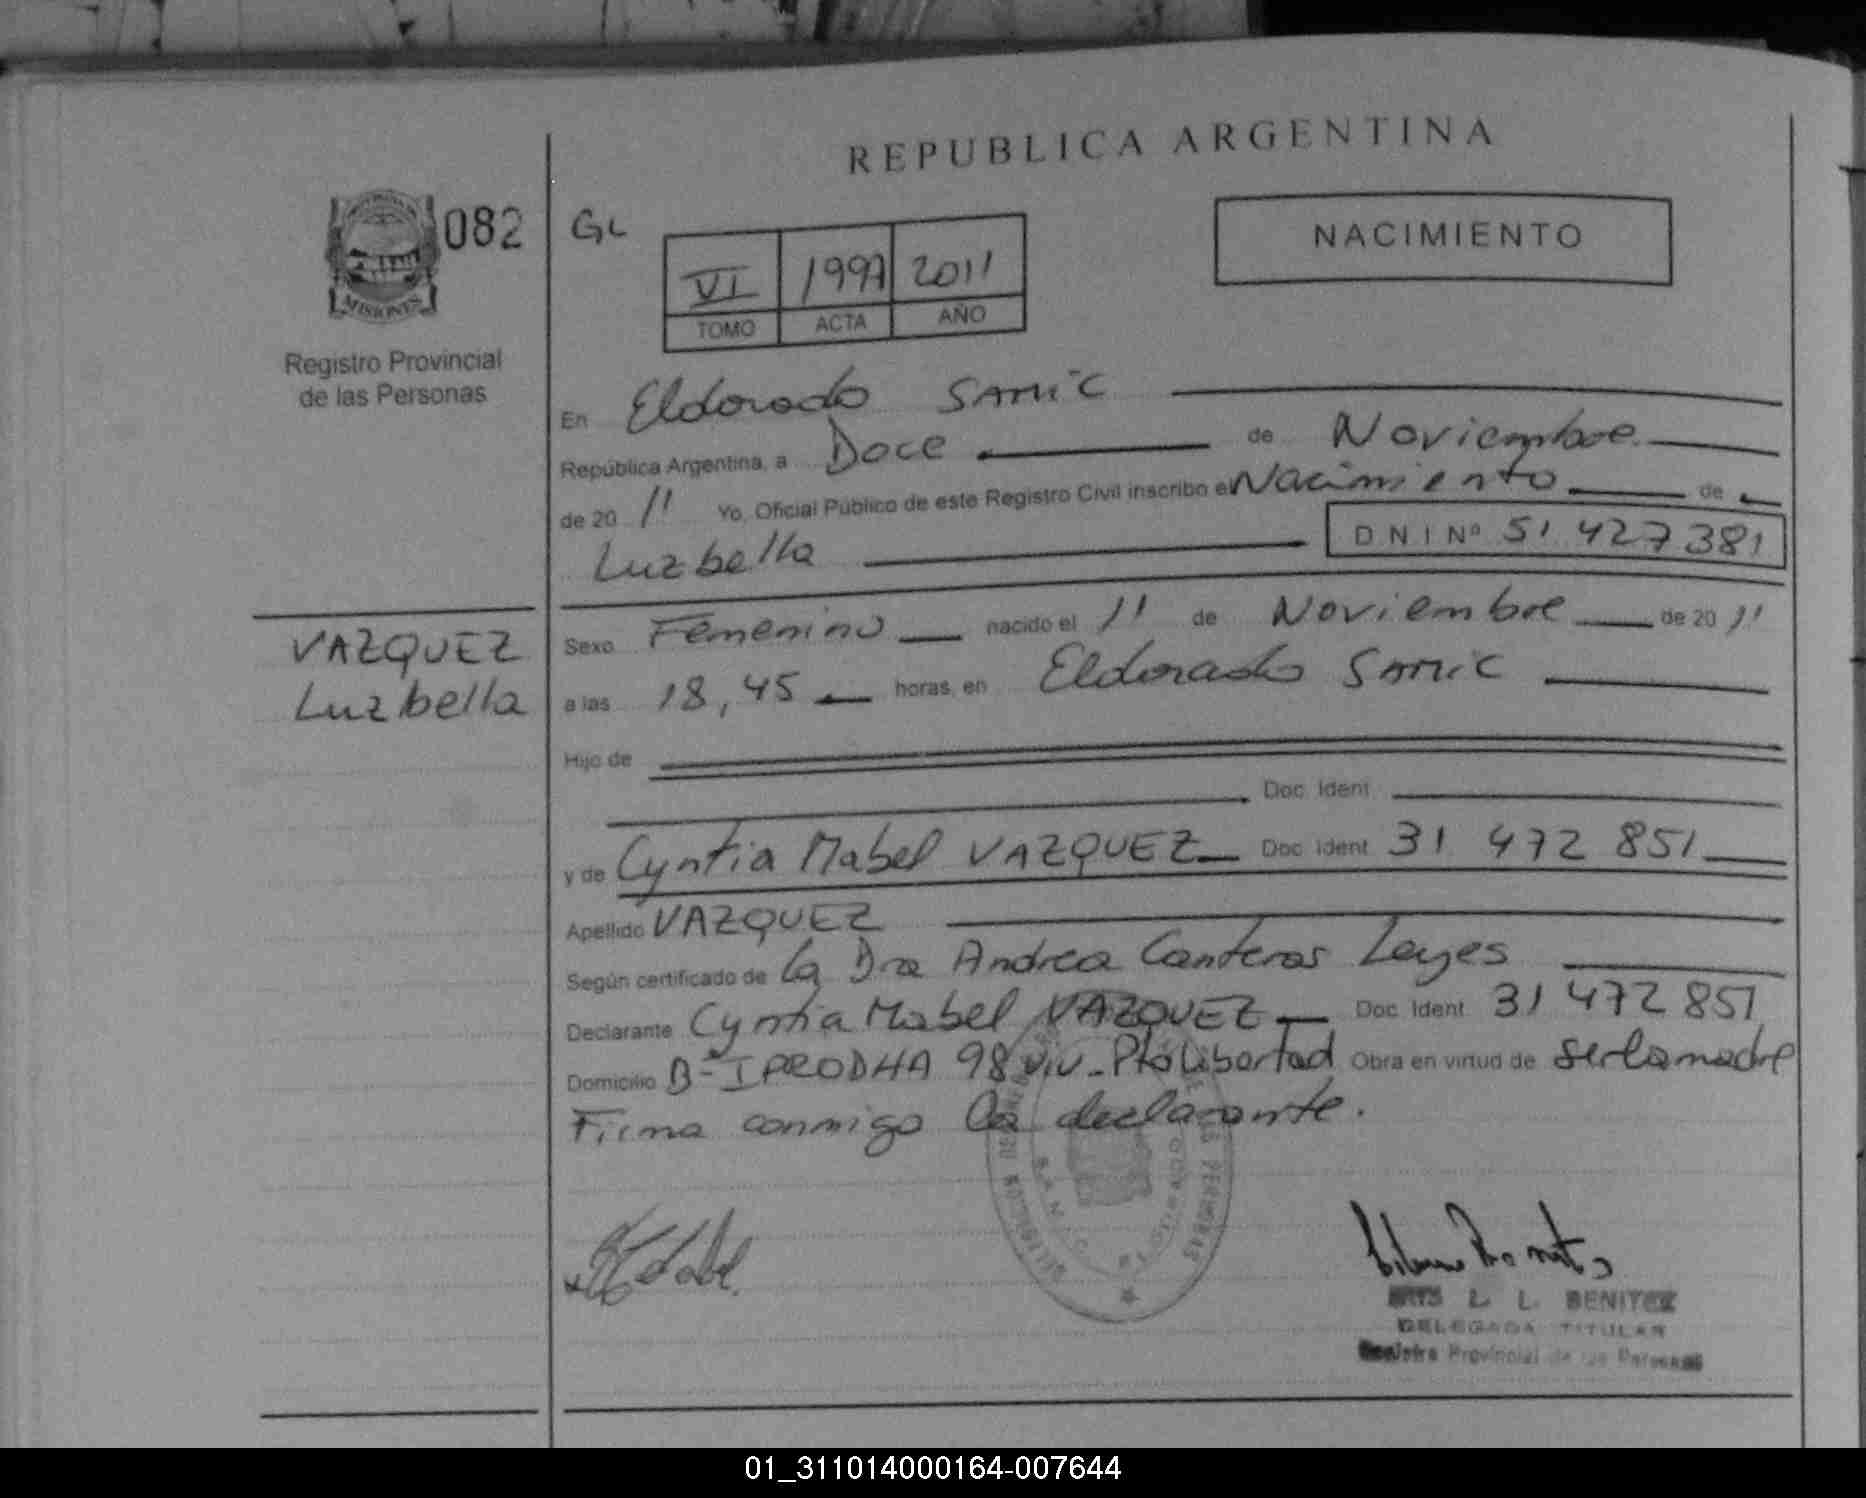 REPUBLICA ARGENTINA
MISIONES
082
GL
NACIMIENTO
VI 1997 2011
TOMO ACTA AÑO
Registro Provincial
de las Personas
En Eldorado SAMIC
República Argentina, a Doce de Noviembre
de 20 11 Yo, Oficial Público de este Registro Civil inscribo el Nacimiento de
Luzbella D N I Nº 51 427 381
VAZQUEZ
Luzbella
Sexo Femenino nacido el 11 de Noviembre de 20 11
a las 18,45 horas, en Eldorado SAMIC
Hijo de
Doc. Ident.
y de Cyntia Mabel VAZQUEZ Doc. Ident. 31 472 851
Apellido VAZQUEZ
Según certificado de La Dra Andrea Canteros Leyes
Declarante Cyntia Mabel VAZQUEZ Doc. Ident. 31 472 851
Domicilio Bº IPRODHA 98 viv - Pto Libertad Obra en virtud de ser la madre
Firma conmigo la declarante.
L. L. BENITEZ
DELEGADA TITULAR
Registro Provincial de las Personas
01_311014000164-007644